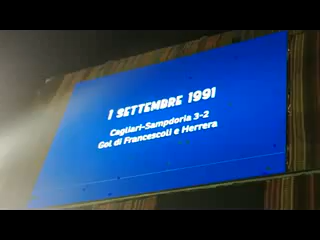 1 SETTEMBRE 1991
Cagliari-Sampdoria 3-2
Gol di Francescoli e Herrera